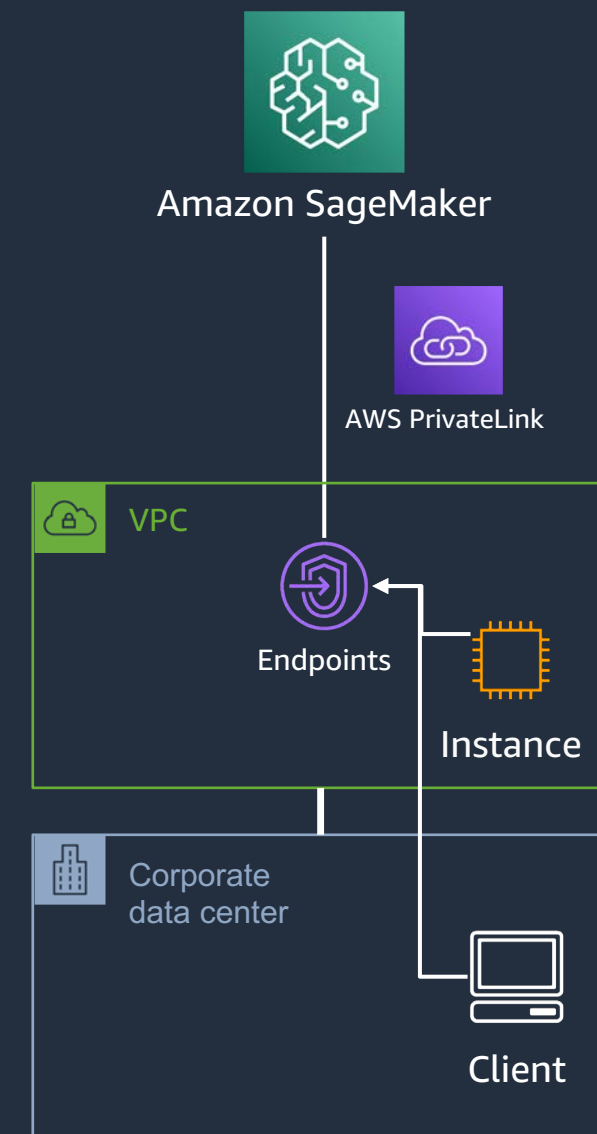 Amazon SageMaker
AWS PrivateLink
VPC
Endpoints
Instance
Corporate
data center
Client